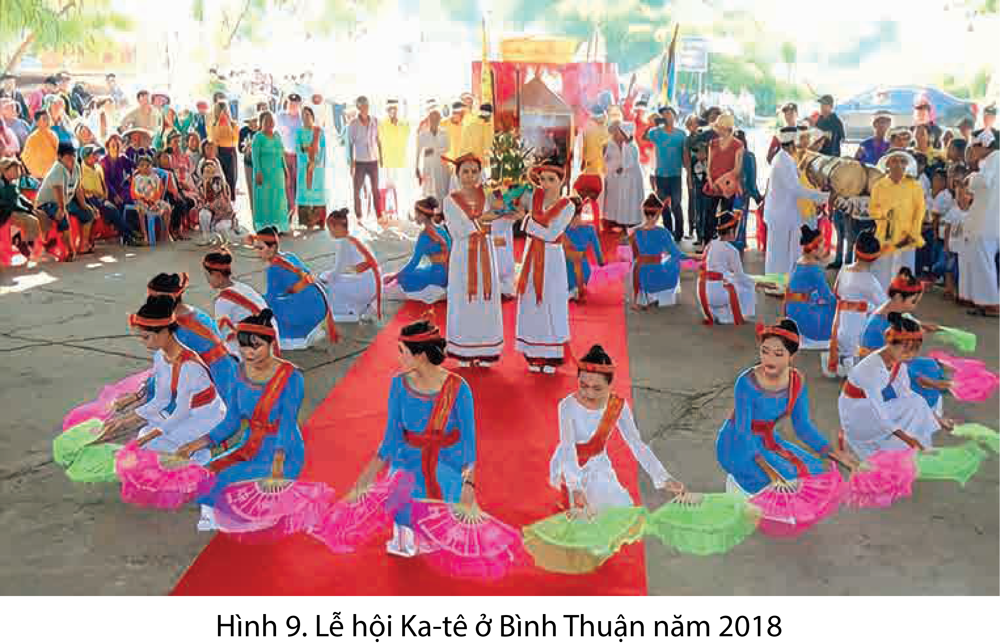 Hình 9. Lễ hội Ka-tê ở Bình Thuận năm 2018